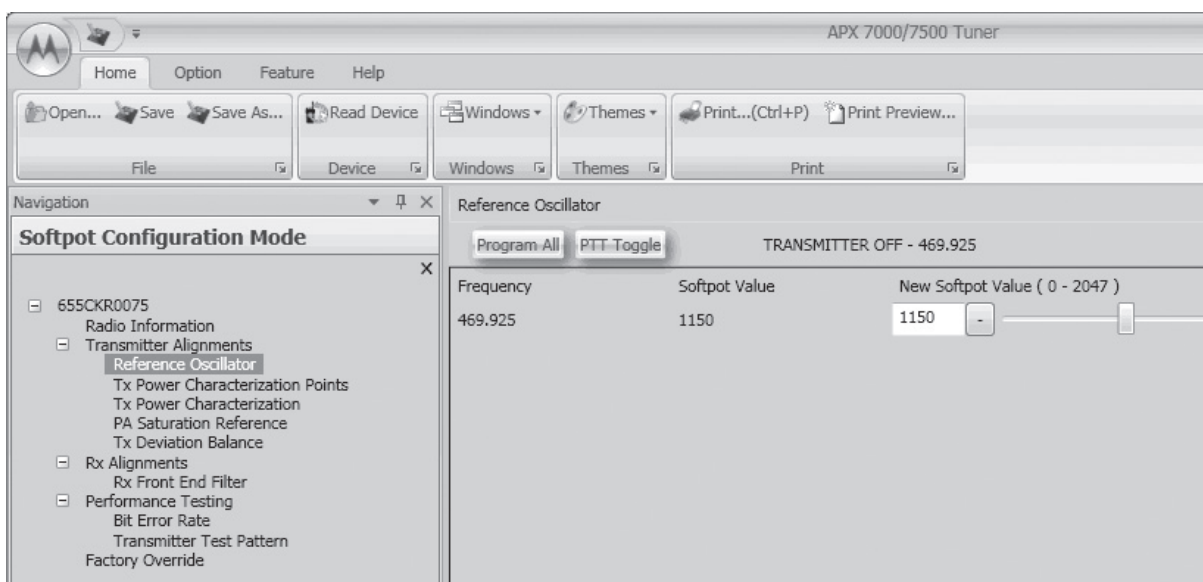 APX 7000/7500 Tuner
Home Option Feature Help
Open... Save Save As... Read Device Windows Themes Print...(Ctrl+P) Print Preview...
File Device Windows Themes Print
Navigation
Softpot Configuration Mode
655CKR0075
Radio Information
Transmitter Alignments
Reference Oscillator
Tx Power Characterization Points
Tx Power Characterization
PA Saturation Reference
Tx Deviation Balance
Rx Alignments
Rx Front End Filter
Performance Testing
Bit Error Rate
Transmitter Test Pattern
Factory Override
Reference Oscillator
Program All PTT Toggle TRANSMITTER OFF - 469.925
Frequency Softpot Value New Softpot Value ( 0 - 2047 )
469.925 1150 1150 -